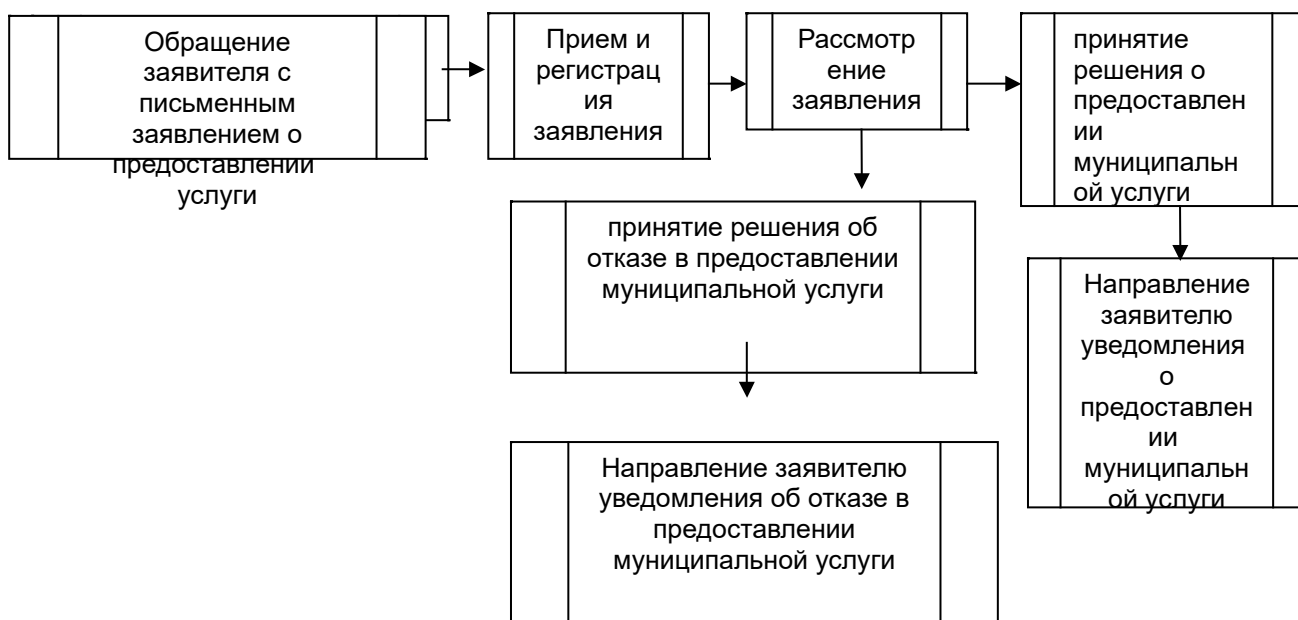 Обращение
заявителя с
письменным
заявлением о
предоставлении
услуги
Прием и
регистрац
ия
заявления
Рассмотр
ение
заявления
принятие
решения о
предоставлен
ии
муниципальн
ой услуги
принятие решения об
отказе в предоставлении
муниципальной услуги
Направление
заявителю
уведомления
о
предоставлен
ии
муниципальн
ой услуги
Направление заявителю
уведомления об отказе в
предоставлении
муниципальной услуги